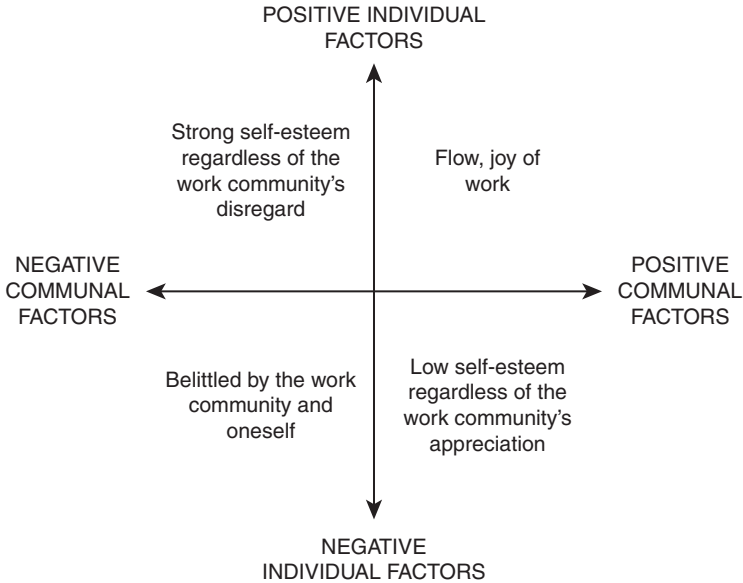 POSITIVE INDIVIDUAL
FACTORS
Strong self-esteem
regardless of the
work community’s
disregard
Flow, joy of
work
NEGATIVE
COMMUNAL
FACTORS
POSITIVE
COMMUNAL
FACTORS
Belittled by the work
community and
oneself
Low self-esteem
regardless of the
work community’s
appreciation
NEGATIVE
INDIVIDUAL FACTORS